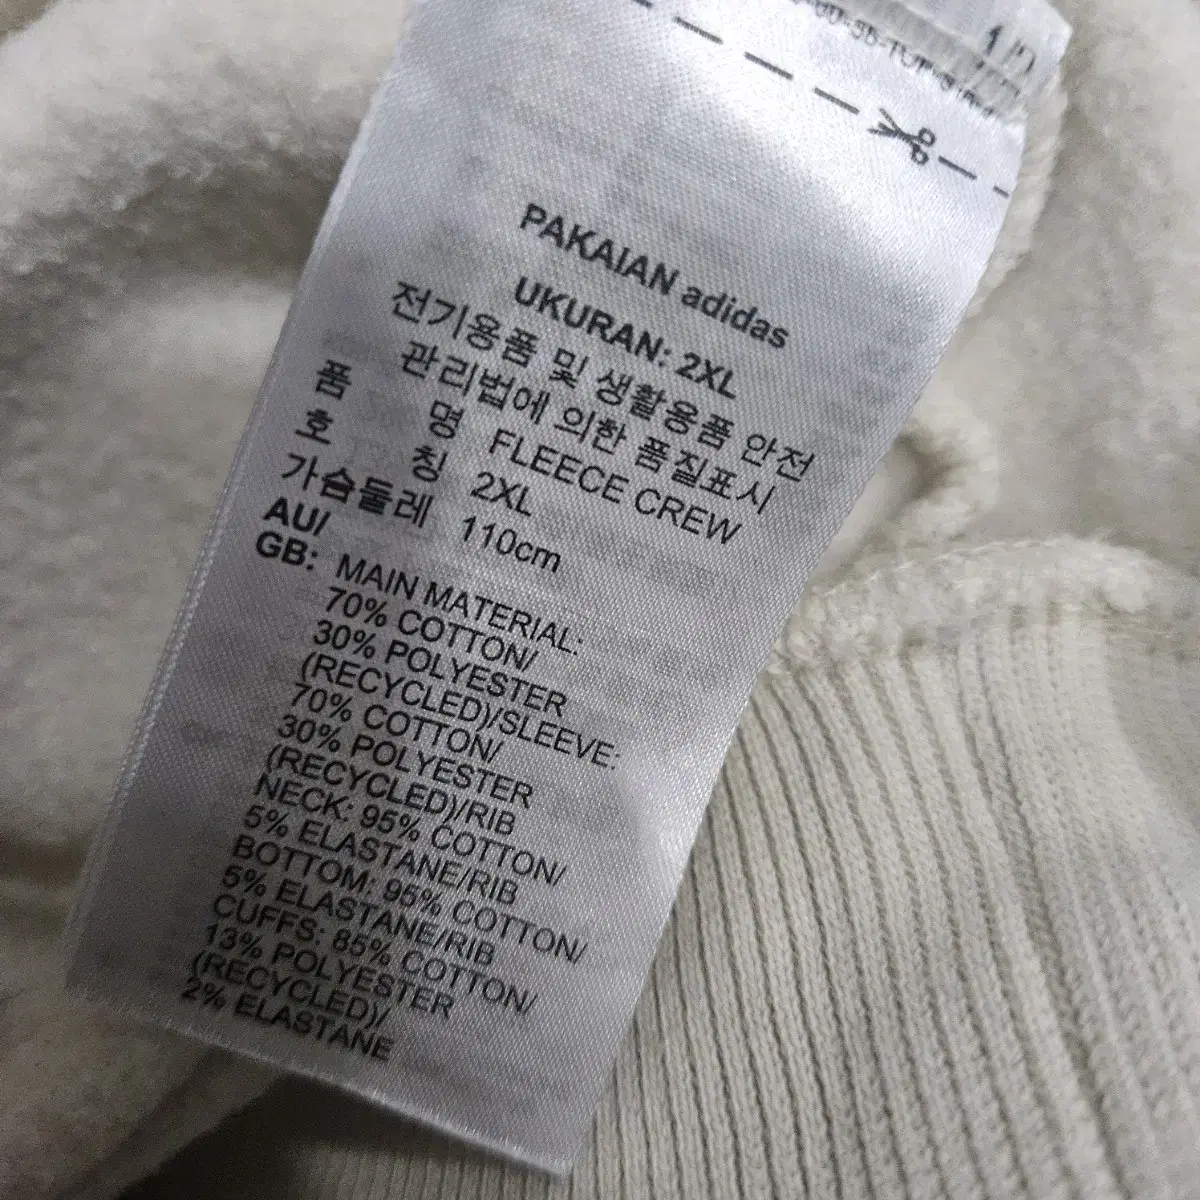 1/2
PAKAIAN adidas
UKURAN: 2XL
전기용품 및 생활용품 안전
관리법에 의한 품질표시
품 명 FLEECE CREW
호 칭 2XL
가슴둘레 110cm
AU/
GB: MAIN MATERIAL:
70% COTTON/
30% POLYESTER
(RECYCLED)/SLEEVE:
70% COTTON/
30% POLYESTER
(RECYCLED)/RIB
NECK: 95% COTTON/
5% ELASTANE/RIB
BOTTOM: 95% COTTON/
5% ELASTANE/RIB
CUFFS: 85% COTTON/
13% POLYESTER
(RECYCLED)/
2% ELASTANE